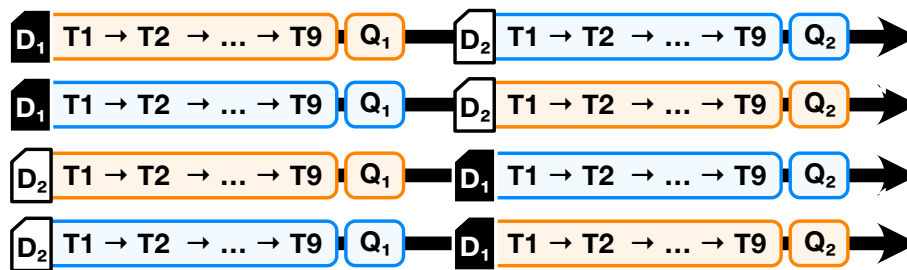 D₁ T1 → T2 → ... → T9 Q₁ D₂ T1 → T2 → ... → T9 Q₂
D₁ T1 → T2 → ... → T9 Q₁ D₂ T1 → T2 → ... → T9 Q₂
D₂ T1 → T2 → ... → T9 Q₁ D₁ T1 → T2 → ... → T9 Q₂
D₂ T1 → T2 → ... → T9 Q₁ D₁ T1 → T2 → ... → T9 Q₂